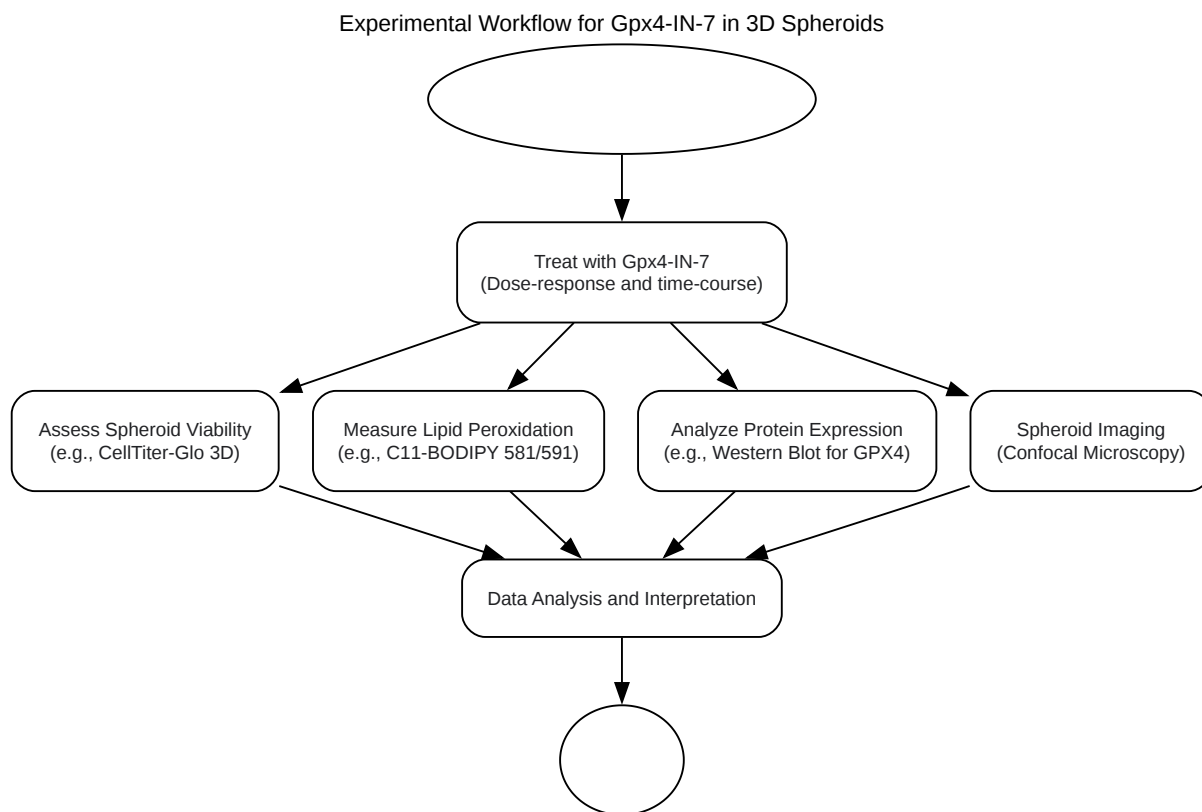 Experimental Workflow for Gpx4-IN-7 in 3D Spheroids
Treat with Gpx4-IN-7
(Dose-response and time-course)
Assess Spheroid Viability
(e.g., CellTiter-Glo 3D)
Measure Lipid Peroxidation
(e.g., C11-BODIPY 581/591)
Analyze Protein Expression
(e.g., Western Blot for GPX4)
Spheroid Imaging
(Confocal Microscopy)
Data Analysis and Interpretation